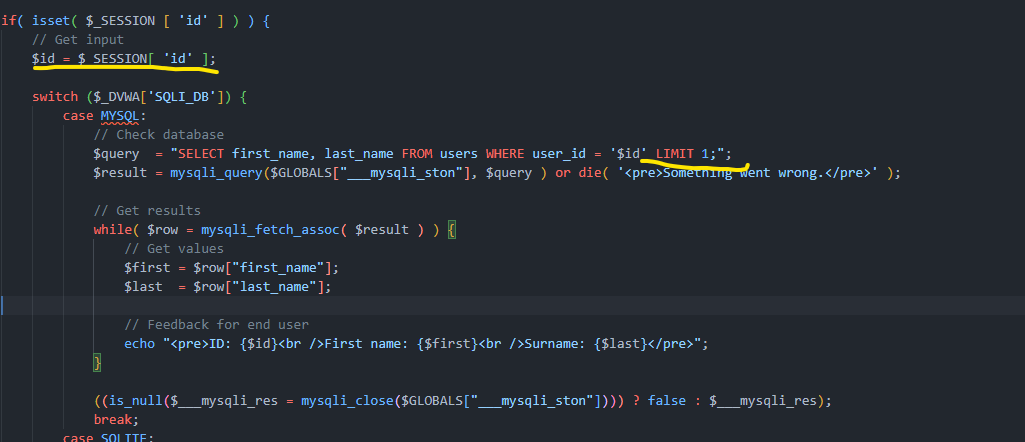 if( isset( $_SESSION [ 'id' ] ) ) {
// Get input
$id = $_SESSION[ 'id' ];
switch ($_DVWA['SQLI_DB']) {
case MYSQL:
// Check database
$query  = "SELECT first_name, last_name FROM users WHERE user_id = '$id' LIMIT 1;";
$result = mysqli_query($GLOBALS["___mysqli_ston"], $query ) or die( '<pre>Something went wrong.</pre>' );
// Get results
while( $row = mysqli_fetch_assoc( $result ) ) {
// Get values
$first = $row["first_name"];
$last  = $row["last_name"];
// Feedback for end user
echo "<pre>ID: {$id}<br />First name: {$first}<br />Surname: {$last}</pre>";
}
((is_null($___mysqli_res = mysqli_close($GLOBALS["___mysqli_ston"]))) ? false : $___mysqli_res);
break;
case SQLITE: